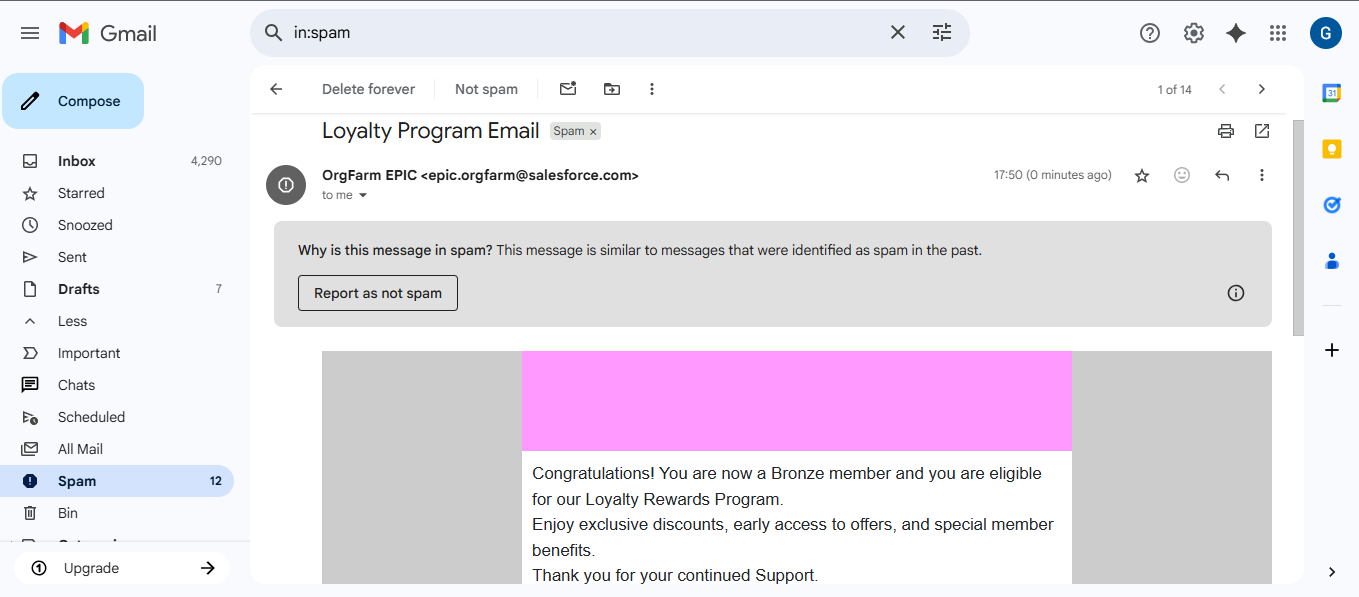 Gmail
in:spam
G
Compose
Delete forever
Not spam
1 of 14
Loyalty Program Email
Spam ×
Inbox 4,290
Starred
Snoozed
Sent
Drafts 7
Less
Important
Chats
Scheduled
All Mail
Spam 12
Bin
Upgrade
OrgFarm EPIC <epic.orgfarm@salesforce.com>
17:50 (0 minutes ago)
to me
Why is this message in spam? This message is similar to messages that were identified as spam in the past.
Report as not spam
Congratulations! You are now a Bronze member and you are eligible
for our Loyalty Rewards Program.
Enjoy exclusive discounts, early access to offers, and special member
benefits.
Thank you for your continued Support.
31